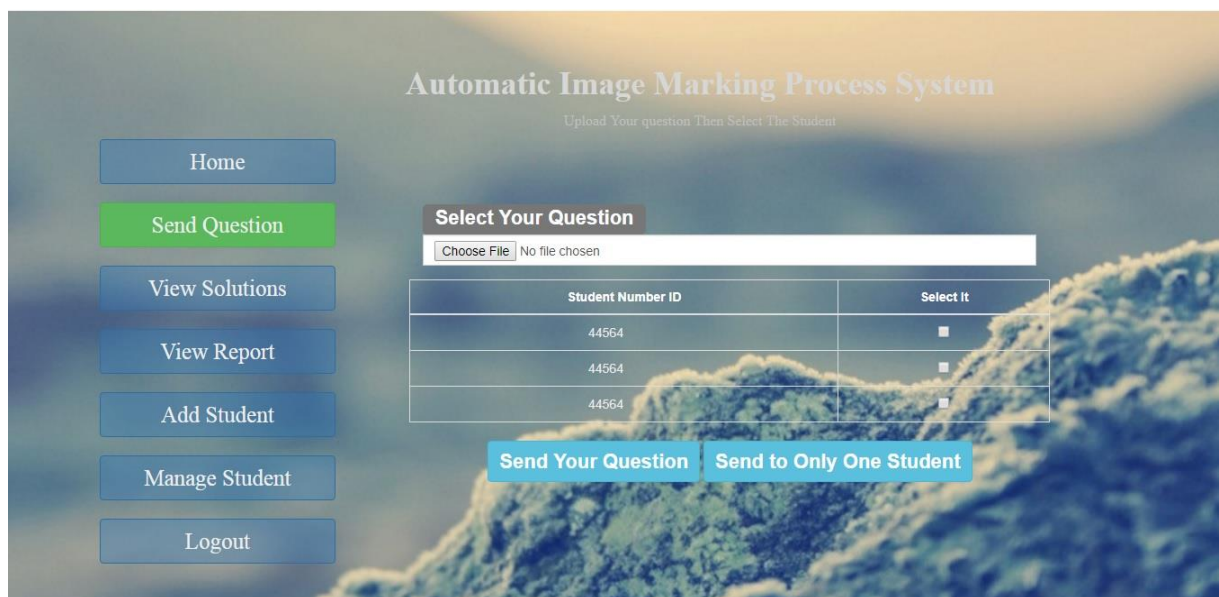 Automatic Image Marking Process System
Upload Your question Then Select The Student
Home
Send Question
View Solutions
View Report
Add Student
Manage Student
Logout
Select Your Question
Choose File No file chosen
Student Number ID Select It
44564
44564
44564
Send Your Question Send to Only One Student